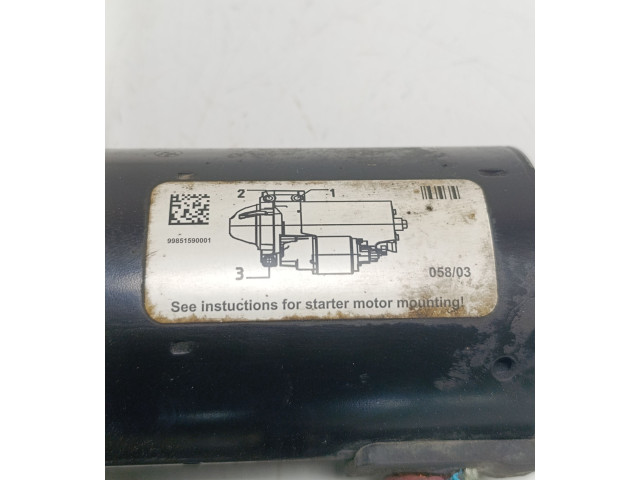 2 1
99851590001
3
058/03
See instuctions for starter motor mounting!